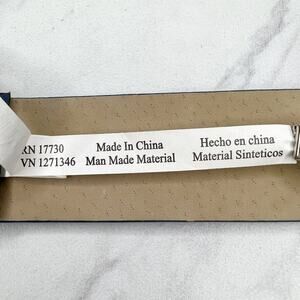 RN 17730
VN 1271346
Made In China
Man Made Material
Hecho en china
Material Sinteticos